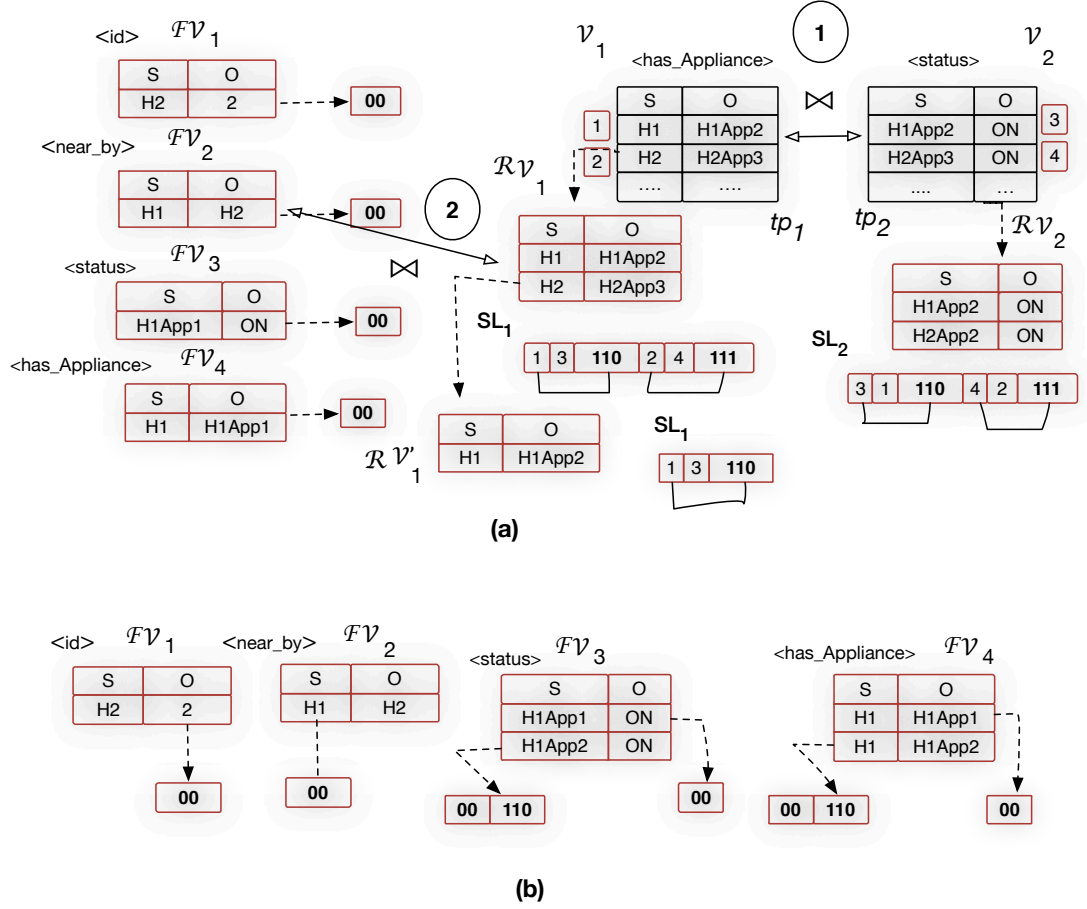 <id> FV1
S O
H2 2
00
<near_by> FV2
S O
H1 H2
00
<status> FV3
S O
H1App1 ON
00
<has_Appliance> FV4
S O
H1 H1App1
00
V1 <has_Appliance>
S O
1 H1 H1App2
2 H2 H2App3
.... ....
tp1
1
⋈
<status> V2
S O
H1App2 ON 3
H2App3 ON 4
.... ...
tp2
2
⋈
RV1
S O
H1 H1App2
H2 H2App3
SL1
1 3 110 2 4 111
RV'1
S O
H1 H1App2
SL1
1 3 110
RV2
S O
H1App2 ON
H2App2 ON
SL2
3 1 110 4 2 111
(a)
<id> FV1
S O
H2 2
00
<near_by> FV2
S O
H1 H2
00
<status> FV3
S O
H1App1 ON
H1App2 ON
00 110
00
<has_Appliance> FV4
S O
H1 H1App1
H1 H1App2
00 110
00
(b)